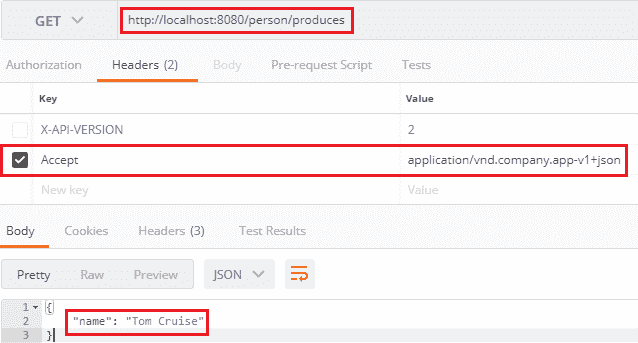 GET http://localhost:8080/person/produces
Authorization Headers (2) Body Pre-request Script Tests
Key Value
X-API-VERSION 2
Accept application/vnd.company.app-v1+json
New key Value
Body Cookies Headers (3) Test Results
Pretty Raw Preview JSON
1 {
2 "name": "Tom Cruise"
3 }